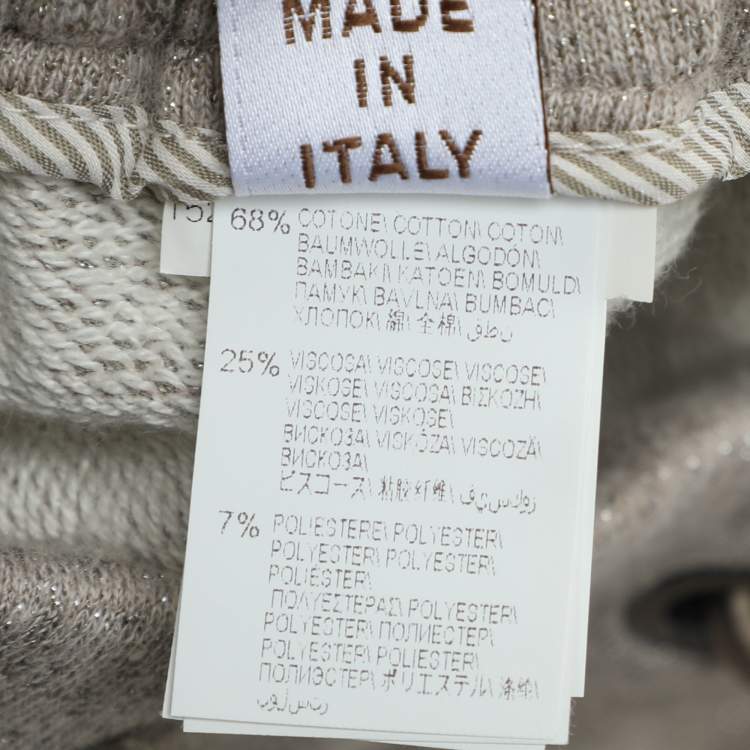 MADE
IN
ITALY
T52
68% COTONE\ COTTON\ COTON\
BAUMWOLLE\ ALGODÓN\
BAMBAKI\ KATOEN\ BOMULD\
ПАМУК\ BAVLNA\ BUMBAC\
ХЛОПОК\ 綿\ 全棉\ قطن
25% VISCOSA\ VISCOSE\ VISCOSE\
VISKOSE\ VISCOSA\ ΒΙΣΚΟΖΗ\
VISCOSE\ VISKOSE\
ВИСКОЗА\ VISKÓZA\ VISCOZĂ\
ВИСКОЗА\
ビスコース\ 粘胶纤维\
7% POLIESTERE\ POLYESTER\
POLYESTER\ POLYESTER\
POLIÉSTER\
ΠΟΛΥΕΣΤΕΡΑΣ\ POLYESTER\
POLYESTER\ ПОЛИЕСТЕР\
POLYESTER\ POLIESTER\
ПОЛИЭСТЕР\ ポリエステル\ 涤纶\